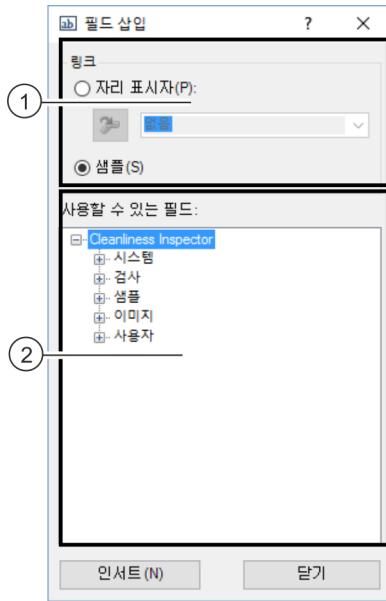 필드 삽입 ? ×
링크
자리 표시자(P):
1
없음
샘플(S)
사용할 수 있는 필드:
Cleanliness Inspector
시스템
검사
샘플
이미지
사용자
2
인서트(N) 닫기